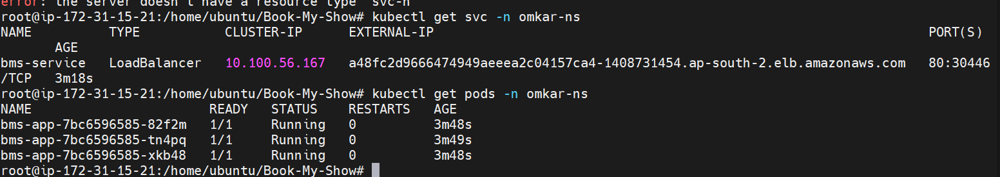 error: the server doesn't have a resource type "svc-n"
root@ip-172-31-15-21:/home/ubuntu/Book-My-Show# kubectl get svc -n omkar-ns
NAME          TYPE           CLUSTER-IP      EXTERNAL-IP                                                                PORT(S)
       AGE
bms-service   LoadBalancer   10.100.56.167   a48fc2d9666474949aeeea2c04157ca4-1408731454.ap-south-2.elb.amazonaws.com   80:30446
/TCP   3m18s
root@ip-172-31-15-21:/home/ubuntu/Book-My-Show# kubectl get pods -n omkar-ns
NAME                       READY   STATUS    RESTARTS   AGE
bms-app-7bc6596585-82f2m   1/1     Running   0          3m48s
bms-app-7bc6596585-tn4pq   1/1     Running   0          3m49s
bms-app-7bc6596585-xkb48   1/1     Running   0          3m48s
root@ip-172-31-15-21:/home/ubuntu/Book-My-Show#